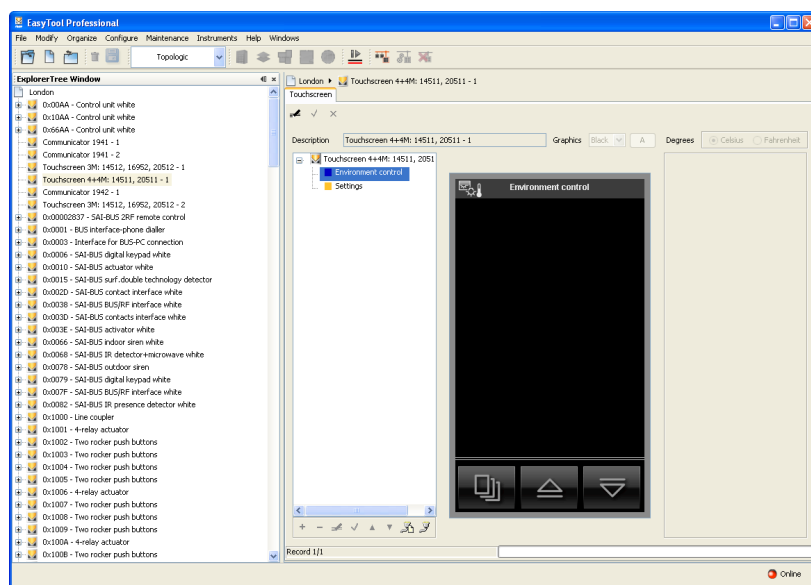 EasyTool Professional
File Modify Organize Configure Maintenance Instruments Help Windows
Topologic
ExplorerTree Window
London
0x00AA - Control unit white
0x10AA - Control unit white
0x66AA - Control unit white
Communicator 1941 - 1
Communicator 1941 - 2
Touchscreen 3M: 14512, 16952, 20512 - 1
Touchscreen 4+4M: 14511, 20511 - 1
Communicator 1942 - 1
Touchscreen 3M: 14512, 16952, 20512 - 2
0x00002837 - SAI-BUS 2RF remote control
0x0001 - BUS interface-phone dialler
0x0003 - Interface for BUS-PC connection
0x0006 - SAI-BUS digital keypad white
0x0010 - SAI-BUS actuator white
0x0015 - SAI-BUS surf.double technology detector
0x002D - SAI-BUS contact interface white
0x0038 - SAI-BUS BUS/RF interface white
0x003D - SAI-BUS contacts interface white
0x003E - SAI-BUS activator white
0x0066 - SAI-BUS indoor siren white
0x0068 - SAI-BUS IR detector+microwave white
0x0078 - SAI-BUS outdoor siren
0x0079 - SAI-BUS digital keypad white
0x007F - SAI-BUS BUS/RF interface white
0x0082 - SAI-BUS IR presence detector white
0x1000 - Line coupler
0x1001 - 4-relay actuator
0x1002 - Two rocker push buttons
0x1003 - Two rocker push buttons
0x1004 - Two rocker push buttons
0x1005 - Two rocker push buttons
0x1006 - 4-relay actuator
0x1007 - Two rocker push buttons
0x1008 - Two rocker push buttons
0x1009 - Two rocker push buttons
0x100A - 4-relay actuator
0x100B - Two rocker push buttons
London Touchscreen 4+4M: 14511, 20511 - 1
Touchscreen
Description Touchscreen 4+4M: 14511, 20511 - 1 Graphics Black A Degrees Celsius Fahrenheit
Touchscreen 4+4M: 14511, 2051
Environment control
Settings
Environment control
Record 1/1
Online